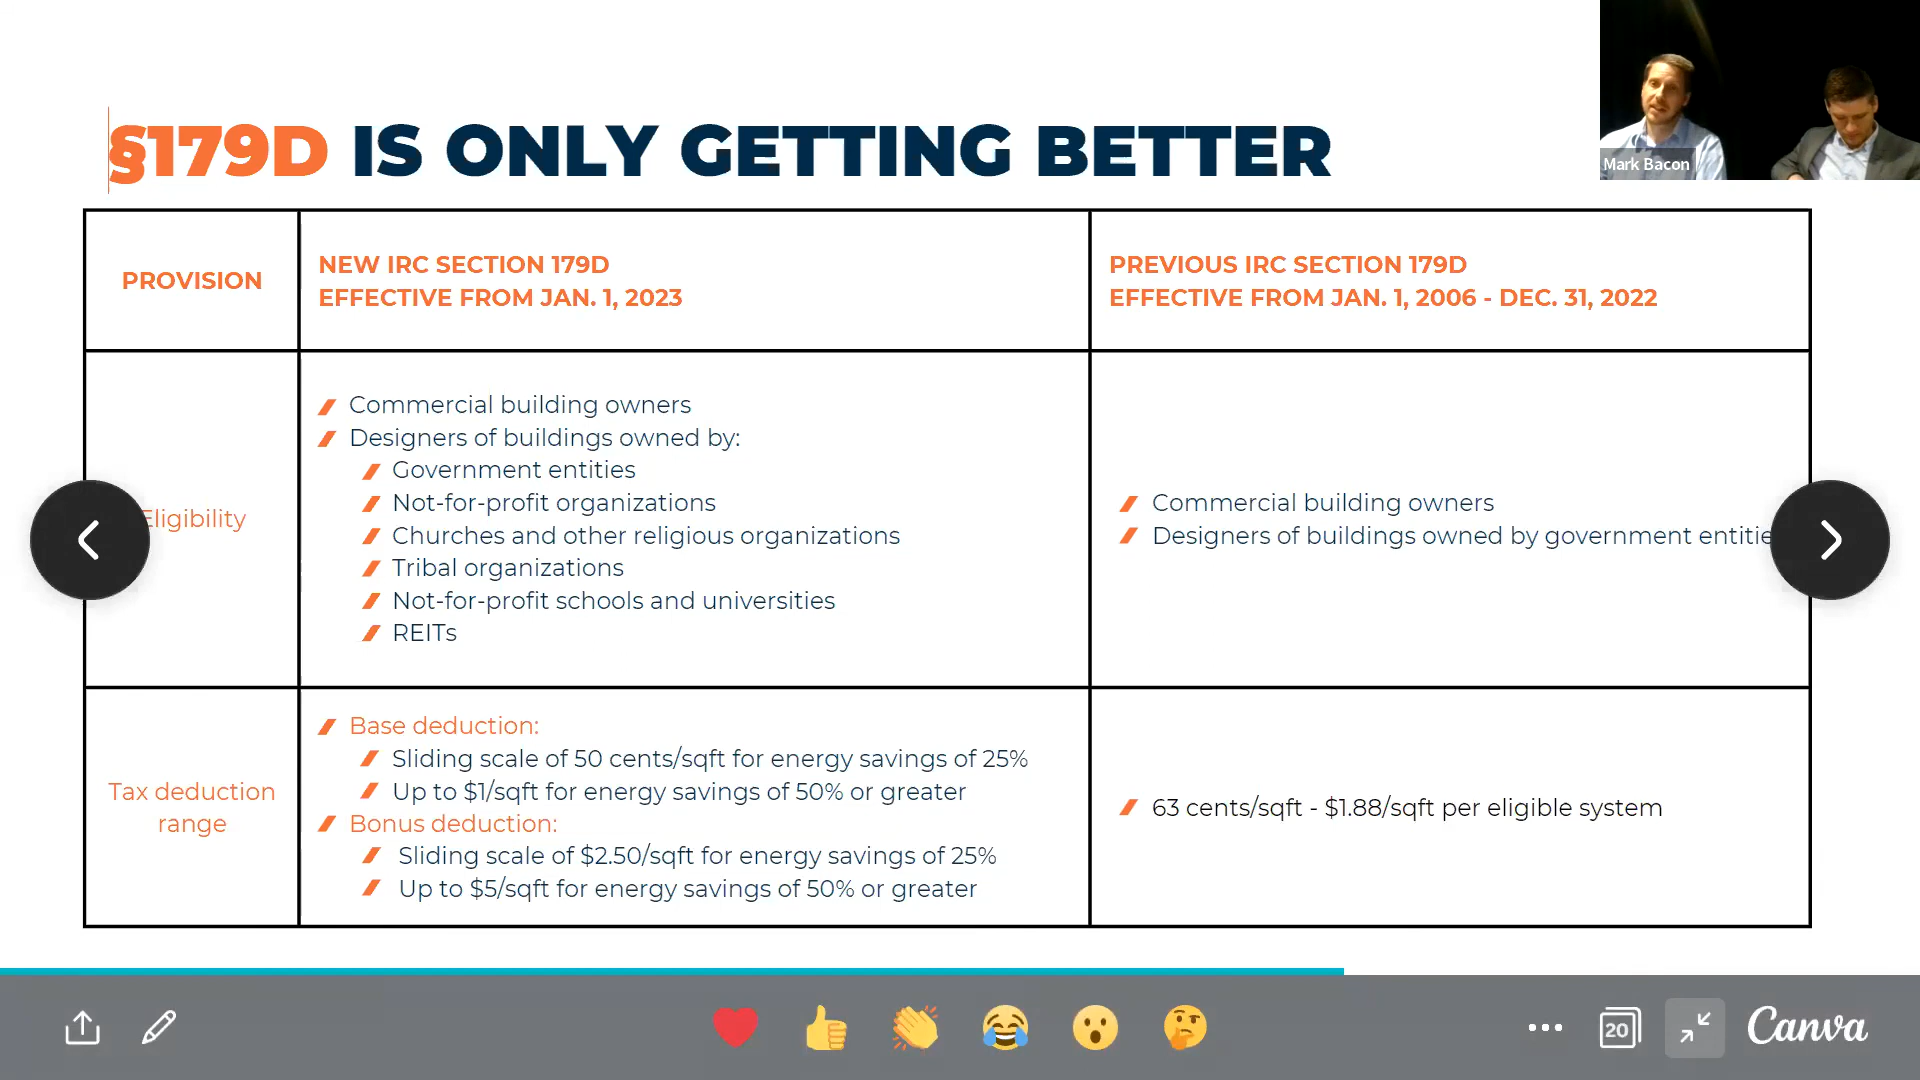 §179D IS ONLY GETTING BETTER
Mark Bacon
PROVISION
NEW IRC SECTION 179D
EFFECTIVE FROM JAN. 1, 2023
PREVIOUS IRC SECTION 179D
EFFECTIVE FROM JAN. 1, 2006 - DEC. 31, 2022
Eligibility
Commercial building owners
Designers of buildings owned by:
Government entities
Not-for-profit organizations
Churches and other religious organizations
Tribal organizations
Not-for-profit schools and universities
REITs
Commercial building owners
Designers of buildings owned by government entitie
Tax deduction
range
Base deduction:
Sliding scale of 50 cents/sqft for energy savings of 25%
Up to $1/sqft for energy savings of 50% or greater
Bonus deduction:
Sliding scale of $2.50/sqft for energy savings of 25%
Up to $5/sqft for energy savings of 50% or greater
63 cents/sqft - $1.88/sqft per eligible system
20
Canva